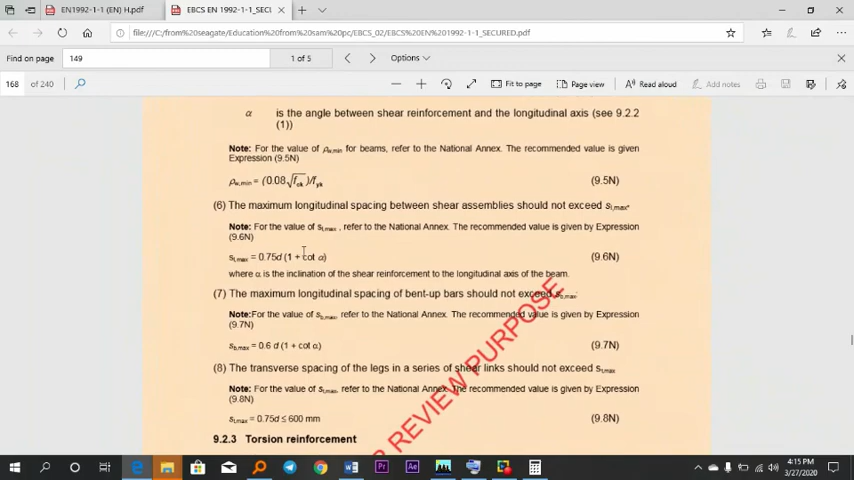 EN1992-1-1 (EN) H.pdf
EBCS EN 1992-1-1_SEC
file:///C:/from%20seagate/Education%20from%20sam%20pc/EBCS_02/EBCS%20EN%201992-1-1_SECURED.pdf
Find on page 149 1 of 5 Options
168 of 240 Fit to page Page view Read aloud Add notes
α is the angle between shear reinforcement and the longitudinal axis (see 9.2.2
(1))
Note: For the value of ρw,min for beams, refer to the National Annex. The recommended value is given
Expression (9.5N)
ρw,min = (0.08√fck)/fyk (9.5N)
(6) The maximum longitudinal spacing between shear assemblies should not exceed sl,max.
Note: For the value of sl,max , refer to the National Annex. The recommended value is given by Expression
(9.6N)
sl,max = 0.75d (1 + cot α) (9.6N)
where α is the inclination of the shear reinforcement to the longitudinal axis of the beam.
(7) The maximum longitudinal spacing of bent-up bars should not exceed sb,max.
Note:For the value of sb,max, refer to the National Annex. The recommended value is given by Expression
(9.7N)
sb,max = 0.6 d (1 + cot α) (9.7N)
(8) The transverse spacing of the legs in a series of shear links should not exceed st,max
Note: For the value of st,max, refer to the National Annex. The recommended value is given by Expression
(9.8N)
st,max = 0.75d ≤ 600 mm (9.8N)
9.2.3 Torsion reinforcement
R REVIEW PURPOSE
4:15 PM
3/27/2020